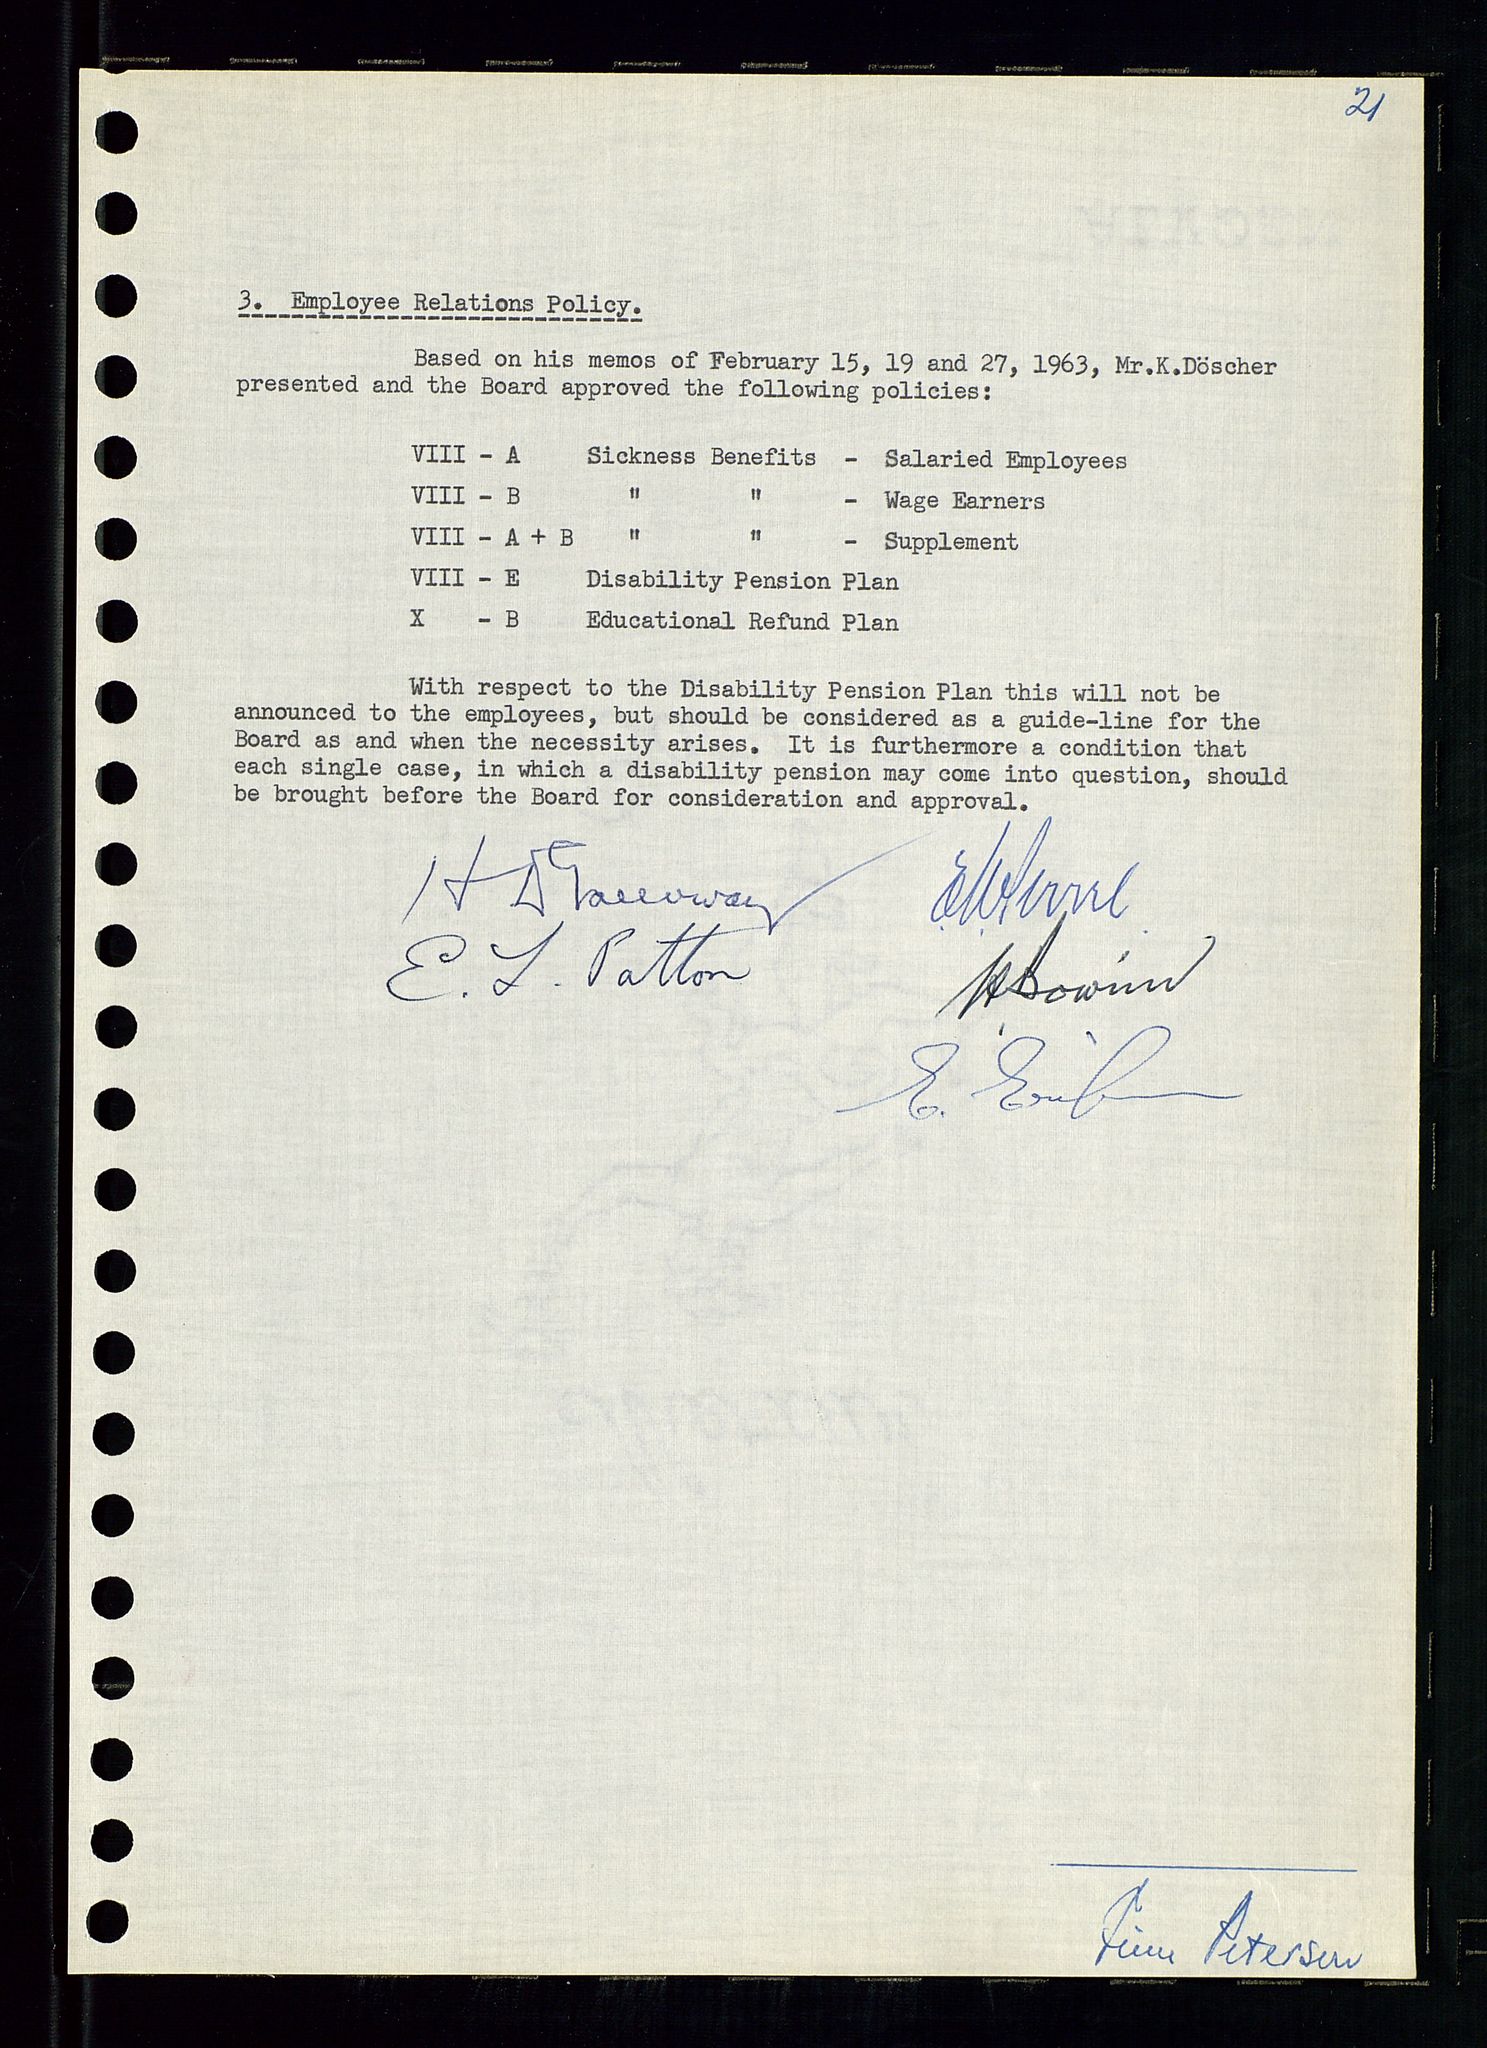 21
3. Employee Relations Policy.
Based on his memos of February 15, 19 and 27, 1963, Mr.K.Döscher
presented and the Board approved the following policies:
VIII - A Sickness Benefits - Salaried Employees
VIII - B " " - Wage Earners
VIII - A + B " " - Supplement
VIII - E Disability Pension Plan
X - B Educational Refund Plan
With respect to the Disability Pension Plan this will not be
announced to the employees, but should be considered as a guide-line for the
Board as and when the necessity arises. It is furthermore a condition that
each single case, in which a disability pension may come into question, should
be brought before the Board for consideration and approval.
H D Galloway
E. L. Patton
E.
Finn Petersen